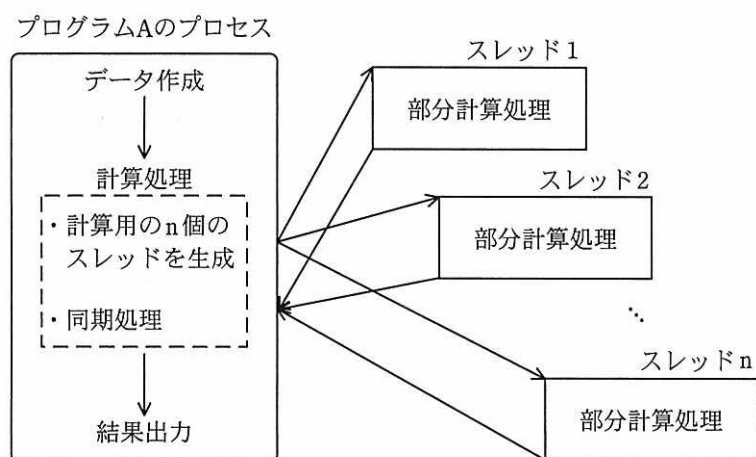 プログラムAのプロセス
データ作成
計算処理
・計算用のn個の
スレッドを生成
・同期処理
結果出力
スレッド1
部分計算処理
スレッド2
部分計算処理
スレッドn
部分計算処理